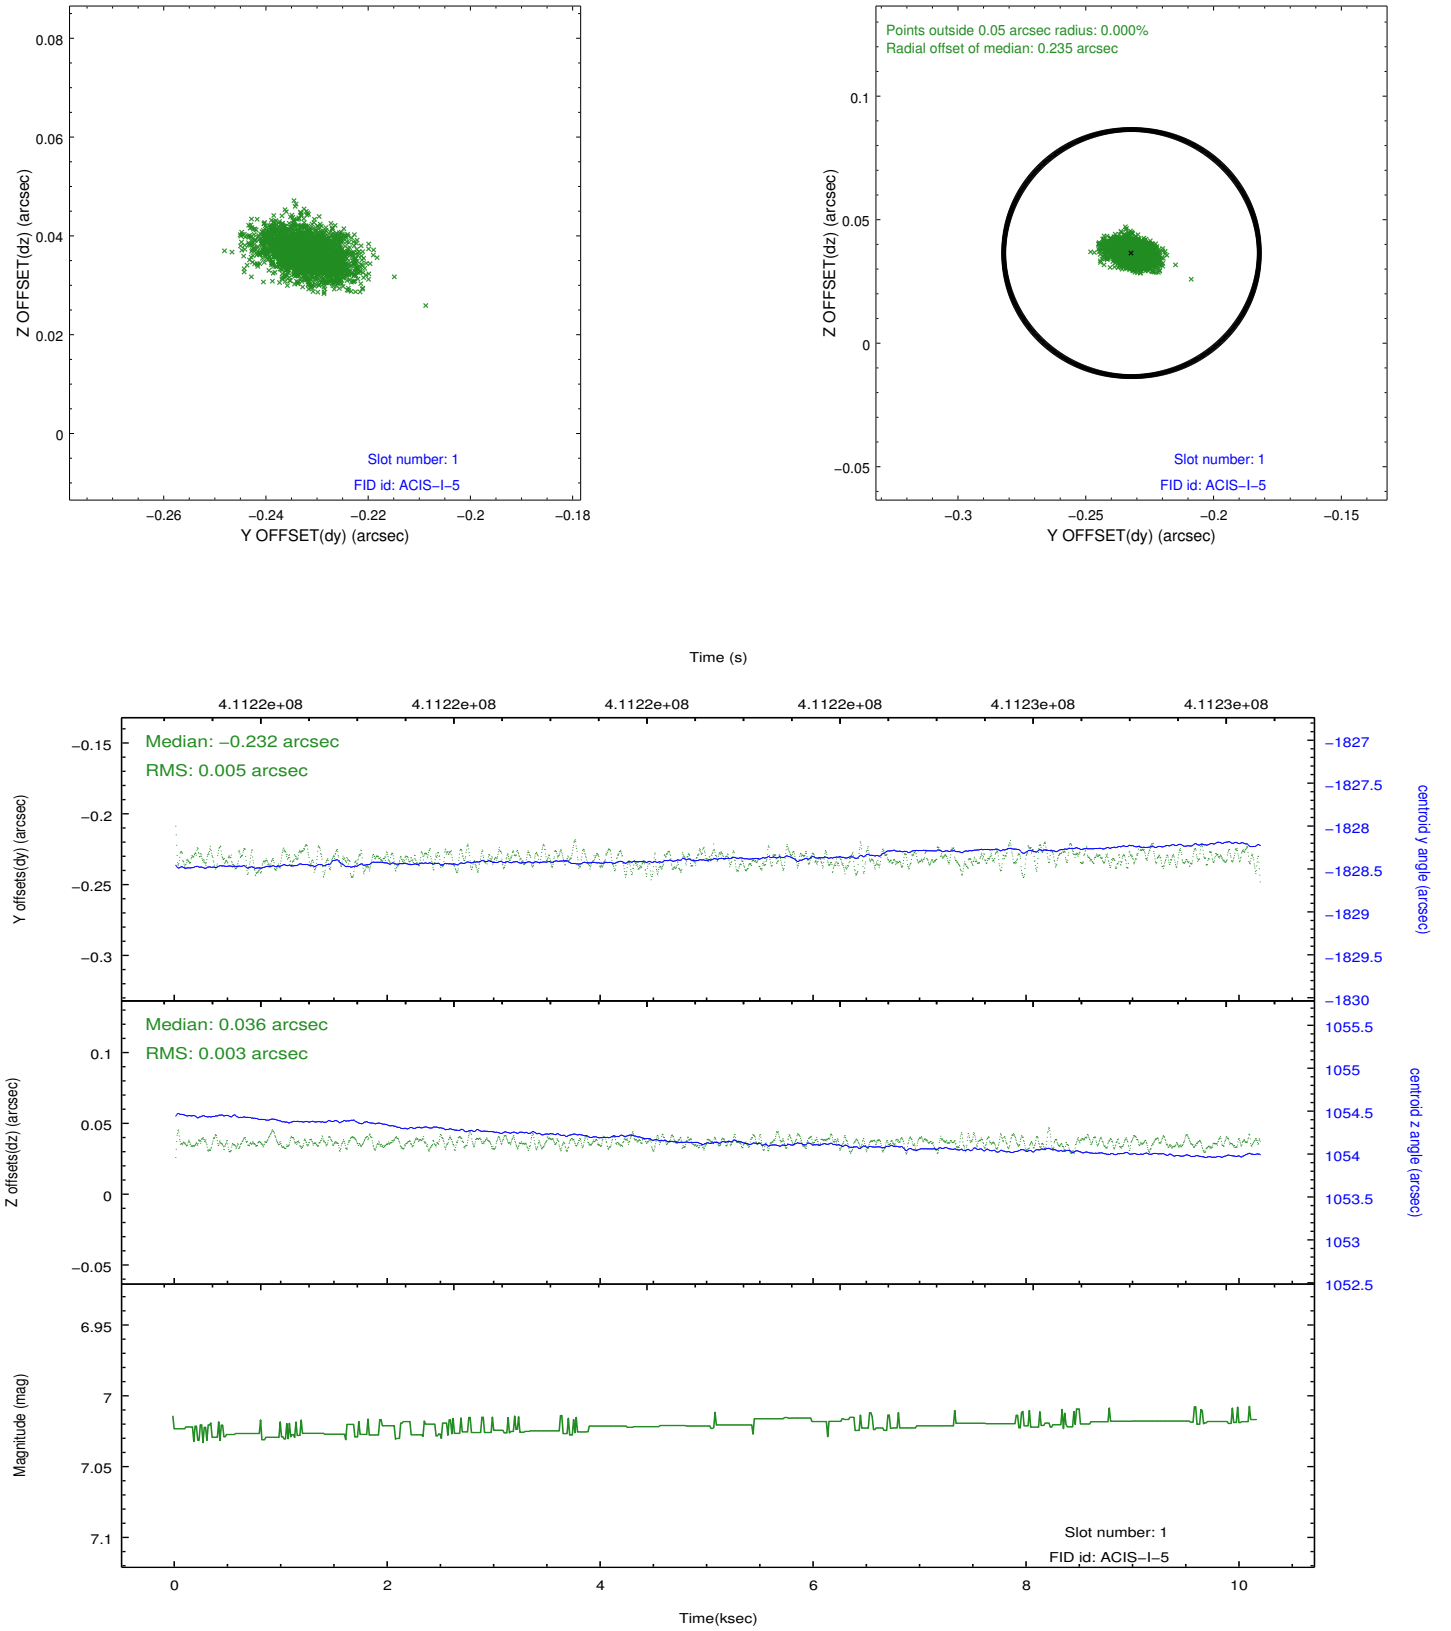 0.08
0.06
0.04
0.02
0
Z OFFSET(dz) (arcsec)
−0.26
−0.24
−0.22
−0.2
−0.18
Y OFFSET(dy) (arcsec)
Slot number: 1
FID id: ACIS−I−5
Points outside 0.05 arcsec radius: 0.000%
Radial offset of median: 0.235 arcsec
0.1
0.05
0
−0.05
Z OFFSET(dz) (arcsec)
−0.3
−0.25
−0.2
−0.15
Y OFFSET(dy) (arcsec)
Slot number: 1
FID id: ACIS−I−5
Time (s)
4.1122e+08
4.1122e+08
4.1122e+08
4.1122e+08
4.1123e+08
4.1123e+08
Median: −0.232 arcsec
RMS: 0.005 arcsec
−0.15
−0.2
−0.25
−0.3
Y offsets(dy) (arcsec)
−1827
−1827.5
−1828
−1828.5
−1829
−1829.5
−1830
centroid y angle (arcsec)
Median: 0.036 arcsec
RMS: 0.003 arcsec
0.1
0.05
0
−0.05
Z offsets(dz) (arcsec)
1055.5
1055
1054.5
1054
1053.5
1053
1052.5
centroid z angle (arcsec)
6.95
7
7.05
7.1
Magnitude (mag)
Slot number: 1
FID id: ACIS−I−5
0
2
4
6
8
10
Time(ksec)